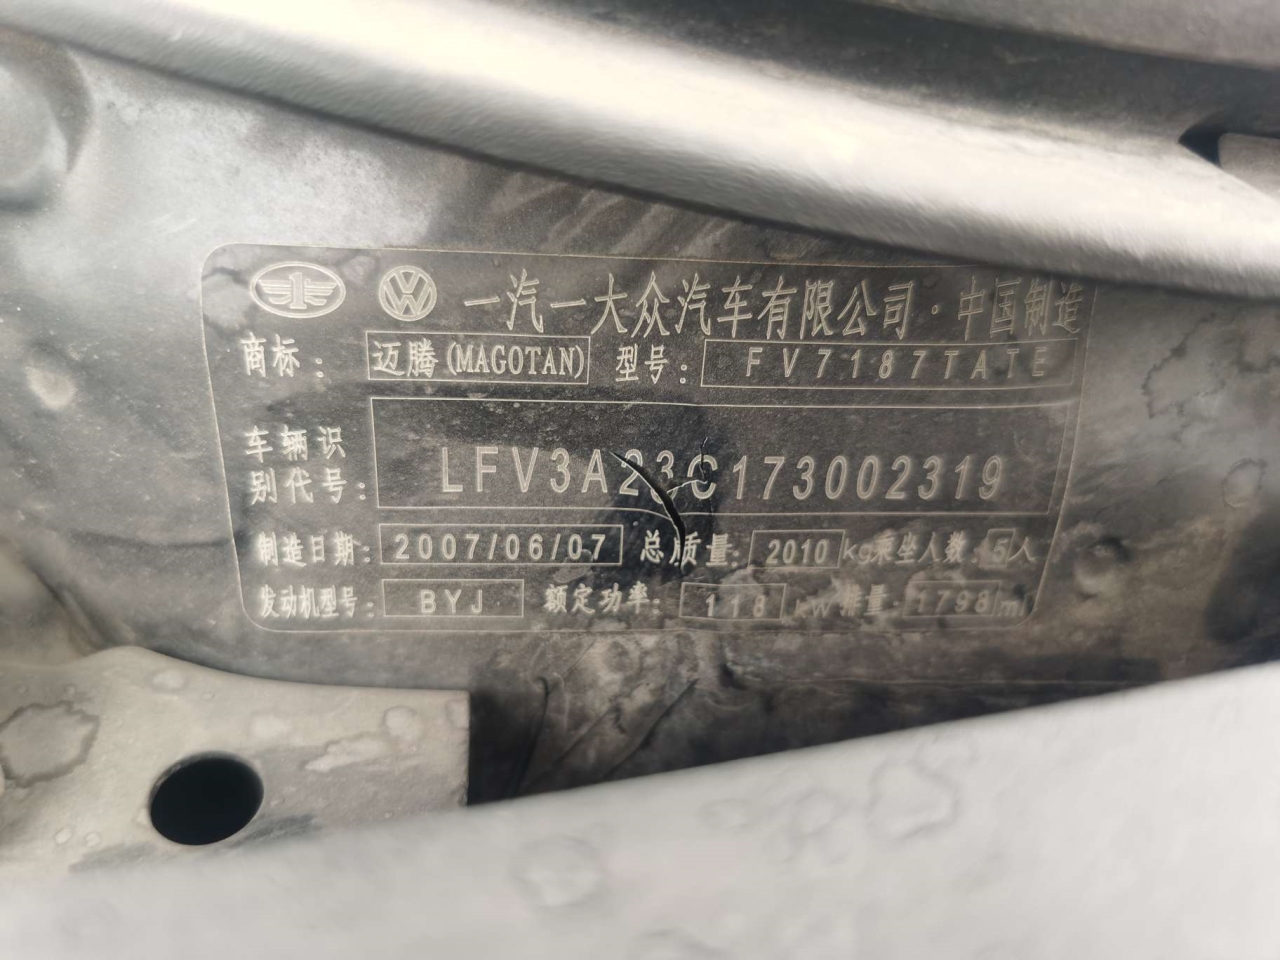 一汽一大众汽车有限公司·中国制造
商标: 迈腾(MAGOTAN) 型号: FV7187TATE
车辆识别代号: LFV3A23C173002319
制造日期: 2007/06/07 总质量: 2010 kg 乘坐人数: 5人
发动机型号: BYJ 额定功率: 118 kw 排量: 1798 ml